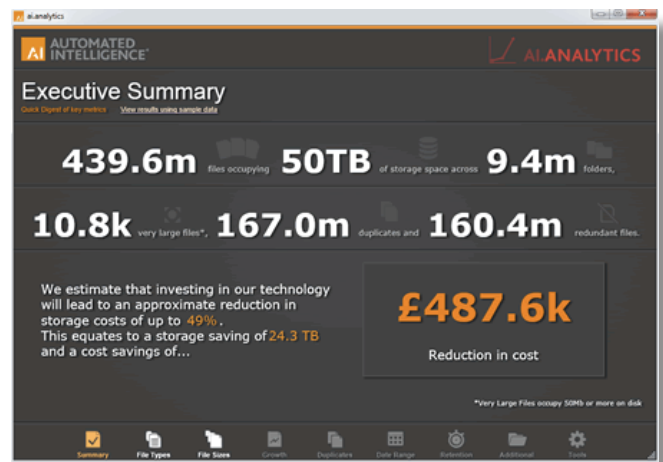 ai.analytics
AUTOMATED
AI INTELLIGENCE®
AI.ANALYTICS
Executive Summary
Quick Digest of key metrics View results using sample data
439.6m files occupying 50TB of storage space across 9.4m folders,
10.8k very large files*, 167.0m duplicates and 160.4m redundant files.
We estimate that investing in our technology
will lead to an approximate reduction in
storage costs of up to 49% .
This equates to a storage saving of 24.3 TB
and a cost savings of...
£487.6k
Reduction in cost
*Very Large Files occupy 50Mb or more on disk
Summary File Types File Sizes Growth Duplicates Date Range Retention Additional Tools